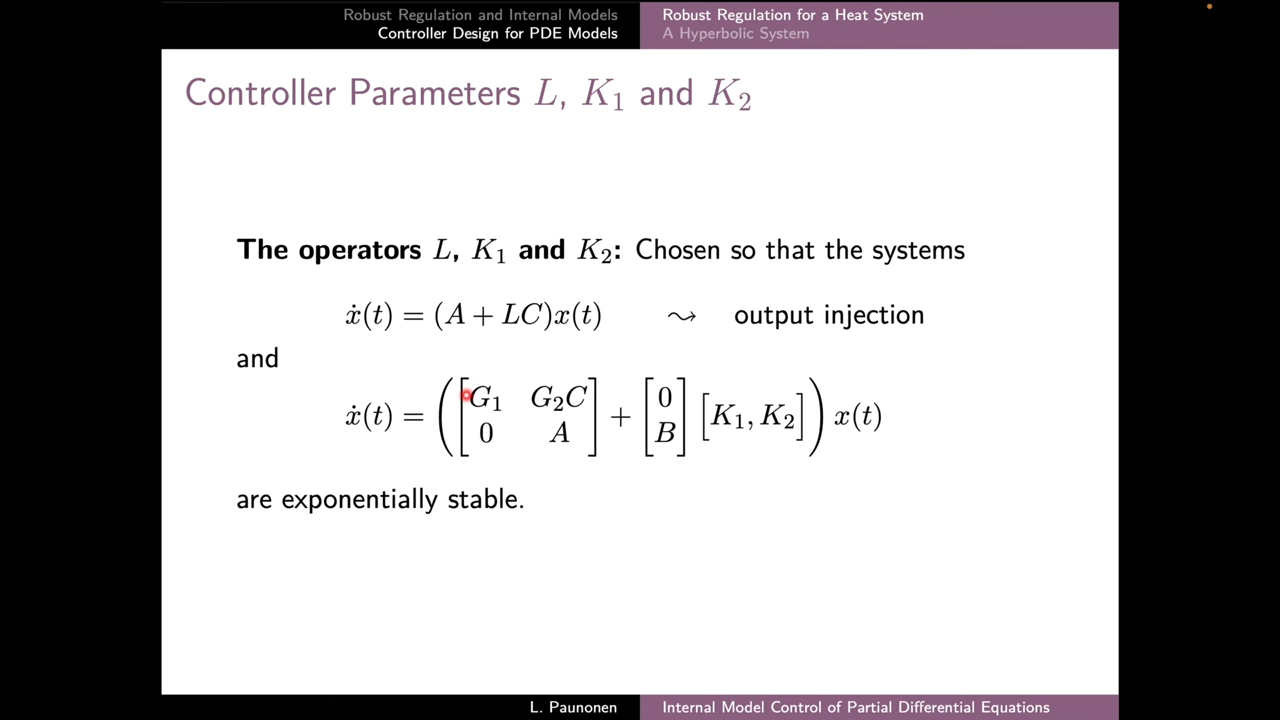 Robust Regulation and Internal Models
Controller Design for PDE Models
Robust Regulation for a Heat System
A Hyperbolic System
Controller Parameters L, K₁ and K₂
The operators L, K₁ and K₂: Chosen so that the systems
ẋ(t) = (A + LC)x(t) ⇝ output injection
and
ẋ(t) = ([G₁ G₂C; 0 A] + [0; B] [K₁, K₂]) x(t)
are exponentially stable.
L. Paunonen
Internal Model Control of Partial Differential Equations